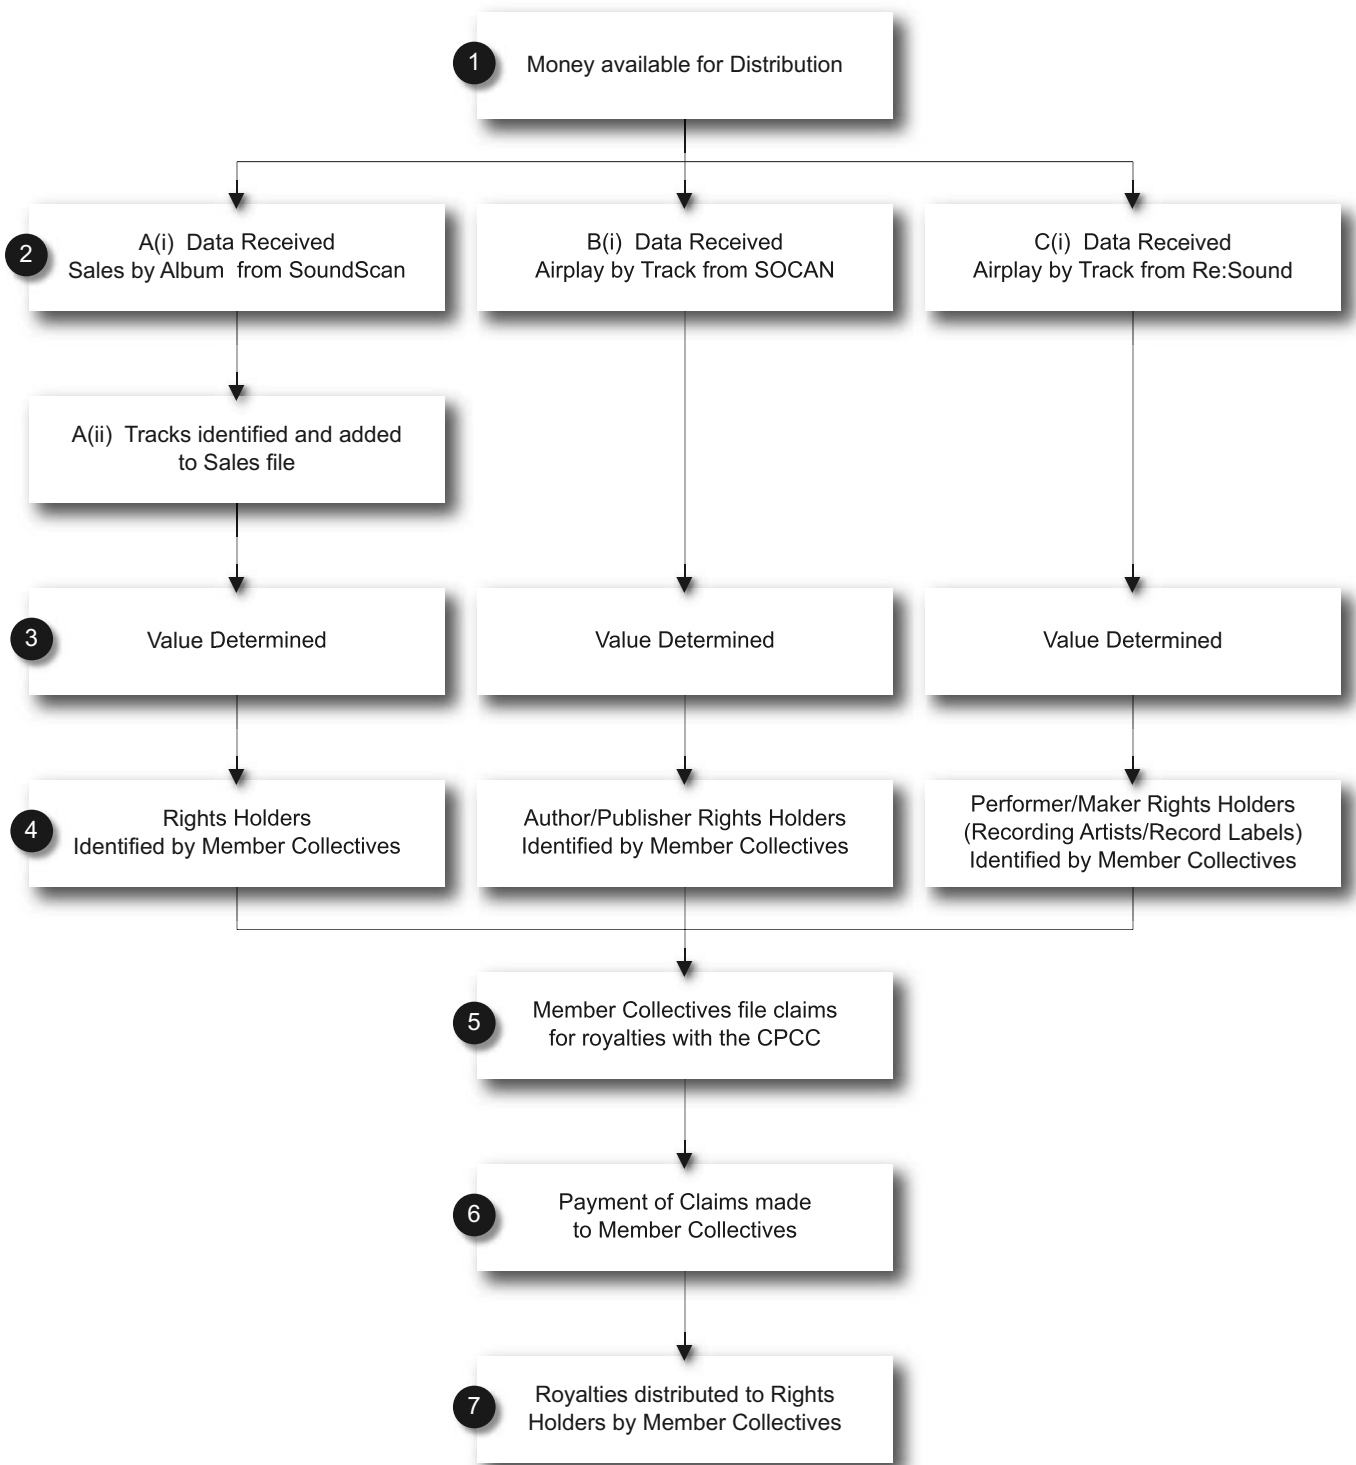 1
Money available for Distribution
2
A(i) Data Received
Sales by Album from SoundScan
B(i) Data Received
Airplay by Track from SOCAN
C(i) Data Received
Airplay by Track from Re:Sound
A(ii) Tracks identified and added
to Sales file
3
Value Determined
Value Determined
Value Determined
4
Rights Holders
Identified by Member Collectives
Author/Publisher Rights Holders
Identified by Member Collectives
Performer/Maker Rights Holders
(Recording Artists/Record Labels)
Identified by Member Collectives
5
Member Collectives file claims
for royalties with the CPCC
6
Payment of Claims made
to Member Collectives
7
Royalties distributed to Rights
Holders by Member Collectives